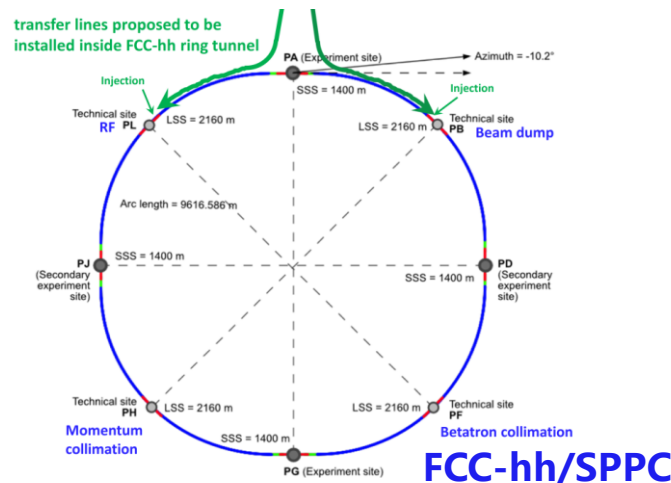 transfer lines proposed to be
installed inside FCC-hh ring tunnel
PA (Experiment site)
Azimuth = -10.2°
Injection
SSS = 1400 m
Injection
Technical site
RF PL
LSS = 2160 m
LSS = 2160 m
Technical site
PB
Beam dump
Arc length = 9616.586 m
PJ
(Secondary
experiment
site)
SSS = 1400 m
SSS = 1400 m
PD
(Secondary
experiment
site)
Technical site
PH
LSS = 2160 m
LSS = 2160 m
Technical site
PF
Momentum
collimation
SSS = 1400 m
Betatron collimation
PG (Experiment site)
FCC-hh/SPPC